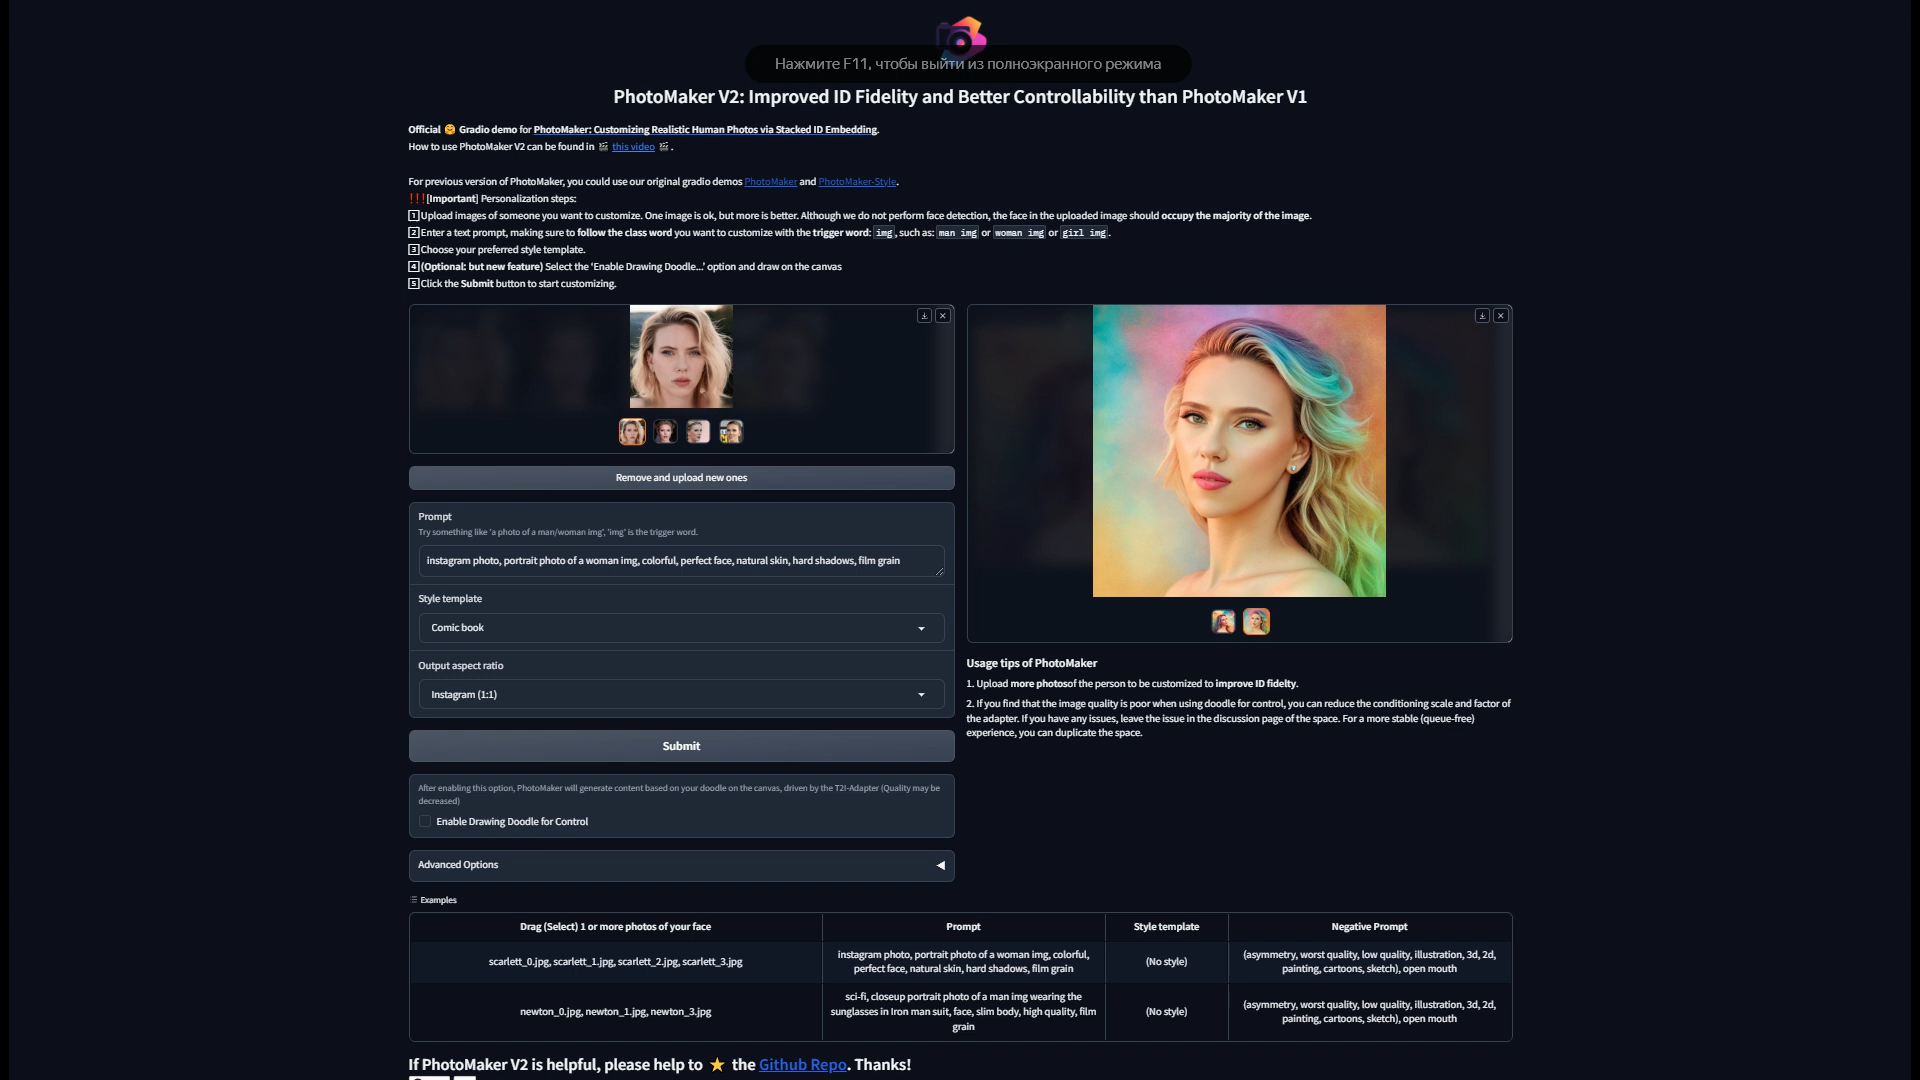 Нажмите F11, чтобы выйти из полноэкранного режима
PhotoMaker V2: Improved ID Fidelity and Better Controllability than PhotoMaker V1
Official 🤗 Gradio demo for PhotoMaker: Customizing Realistic Human Photos via Stacked ID Embedding.
How to use PhotoMaker V2 can be found in 🎬 this video 🎬 .
For previous version of PhotoMaker, you could use our original gradio demos PhotoMaker and PhotoMaker-Style.
❗️❗️❗️[Important] Personalization steps:
1️⃣ Upload images of someone you want to customize. One image is ok, but more is better. Although we do not perform face detection, the face in the uploaded image should occupy the majority of the image.
2️⃣ Enter a text prompt, making sure to follow the class word you want to customize with the trigger word: img, such as: man img or woman img or girl img.
3️⃣ Choose your preferred style template.
4️⃣ (Optional: but new feature) Select the ‘Enable Drawing Doodle...’ option and draw on the canvas
5️⃣ Click the Submit button to start customizing.
Remove and upload new ones
Prompt
Try something like 'a photo of a man/woman img', 'img' is the trigger word.
instagram photo, portrait photo of a woman img, colorful, perfect face, natural skin, hard shadows, film grain
Style template
Comic book
Output aspect ratio
Instagram (1:1)
Submit
After enabling this option, PhotoMaker will generate content based on your doodle on the canvas, driven by the T2I-Adapter (Quality may be
decreased)
Enable Drawing Doodle for Control
Advanced Options
Usage tips of PhotoMaker
1. Upload more photosof the person to be customized to improve ID fidelty.
2. If you find that the image quality is poor when using doodle for control, you can reduce the conditioning scale and factor of
the adapter. If you have any issues, leave the issue in the discussion page of the space. For a more stable (queue-free)
experience, you can duplicate the space.
Examples
Drag (Select) 1 or more photos of your face
Prompt
Style template
Negative Prompt
scarlett_0.jpg, scarlett_1.jpg, scarlett_2.jpg, scarlett_3.jpg
instagram photo, portrait photo of a woman img, colorful,
perfect face, natural skin, hard shadows, film grain
(No style)
(asymmetry, worst quality, low quality, illustration, 3d, 2d,
painting, cartoons, sketch), open mouth
newton_0.jpg, newton_1.jpg, newton_3.jpg
sci-fi, closeup portrait photo of a man img wearing the
sunglasses in Iron man suit, face, slim body, high quality, film
grain
(No style)
(asymmetry, worst quality, low quality, illustration, 3d, 2d,
painting, cartoons, sketch), open mouth
If PhotoMaker V2 is helpful, please help to ⭐ the Github Repo. Thanks!